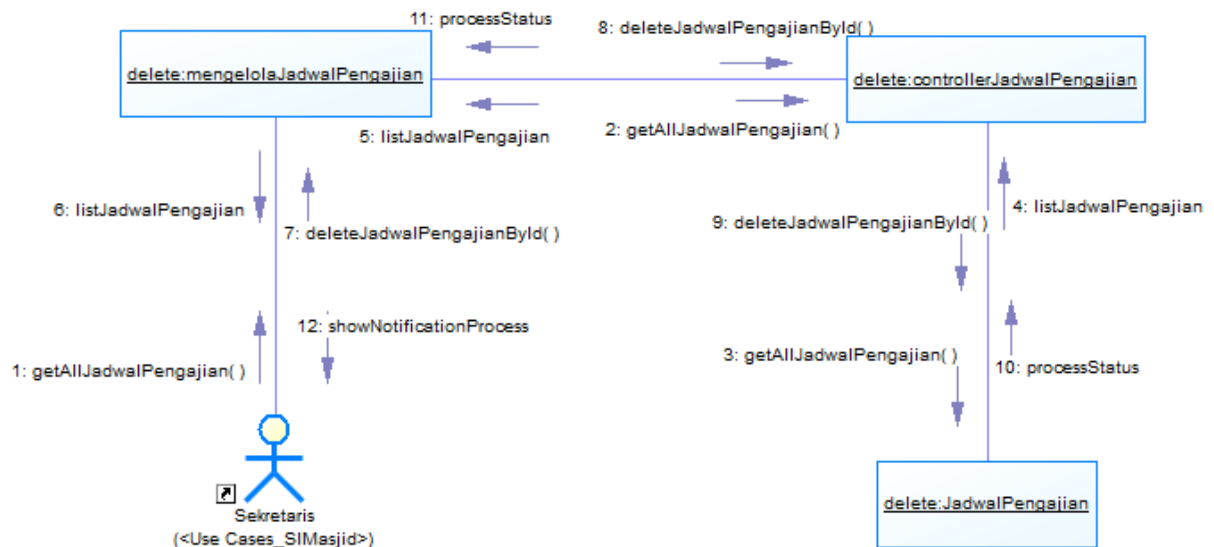 11: processStatus
8: deleteJadwalPengajianById( )
delete:mengelolaJadwalPengajian
delete:controllerJadwalPengajian
5: listJadwalPengajian
2: getAllJadwalPengajian( )
6: listJadwalPengajian
7: deleteJadwalPengajianById( )
9: deleteJadwalPengajianById( )
4: listJadwalPengajian
12: showNotificationProcess
1: getAllJadwalPengajian( )
3: getAllJadwalPengajian( )
10: processStatus
Sekretaris
(<Use Cases_SIMasjid>)
delete:JadwalPengajian